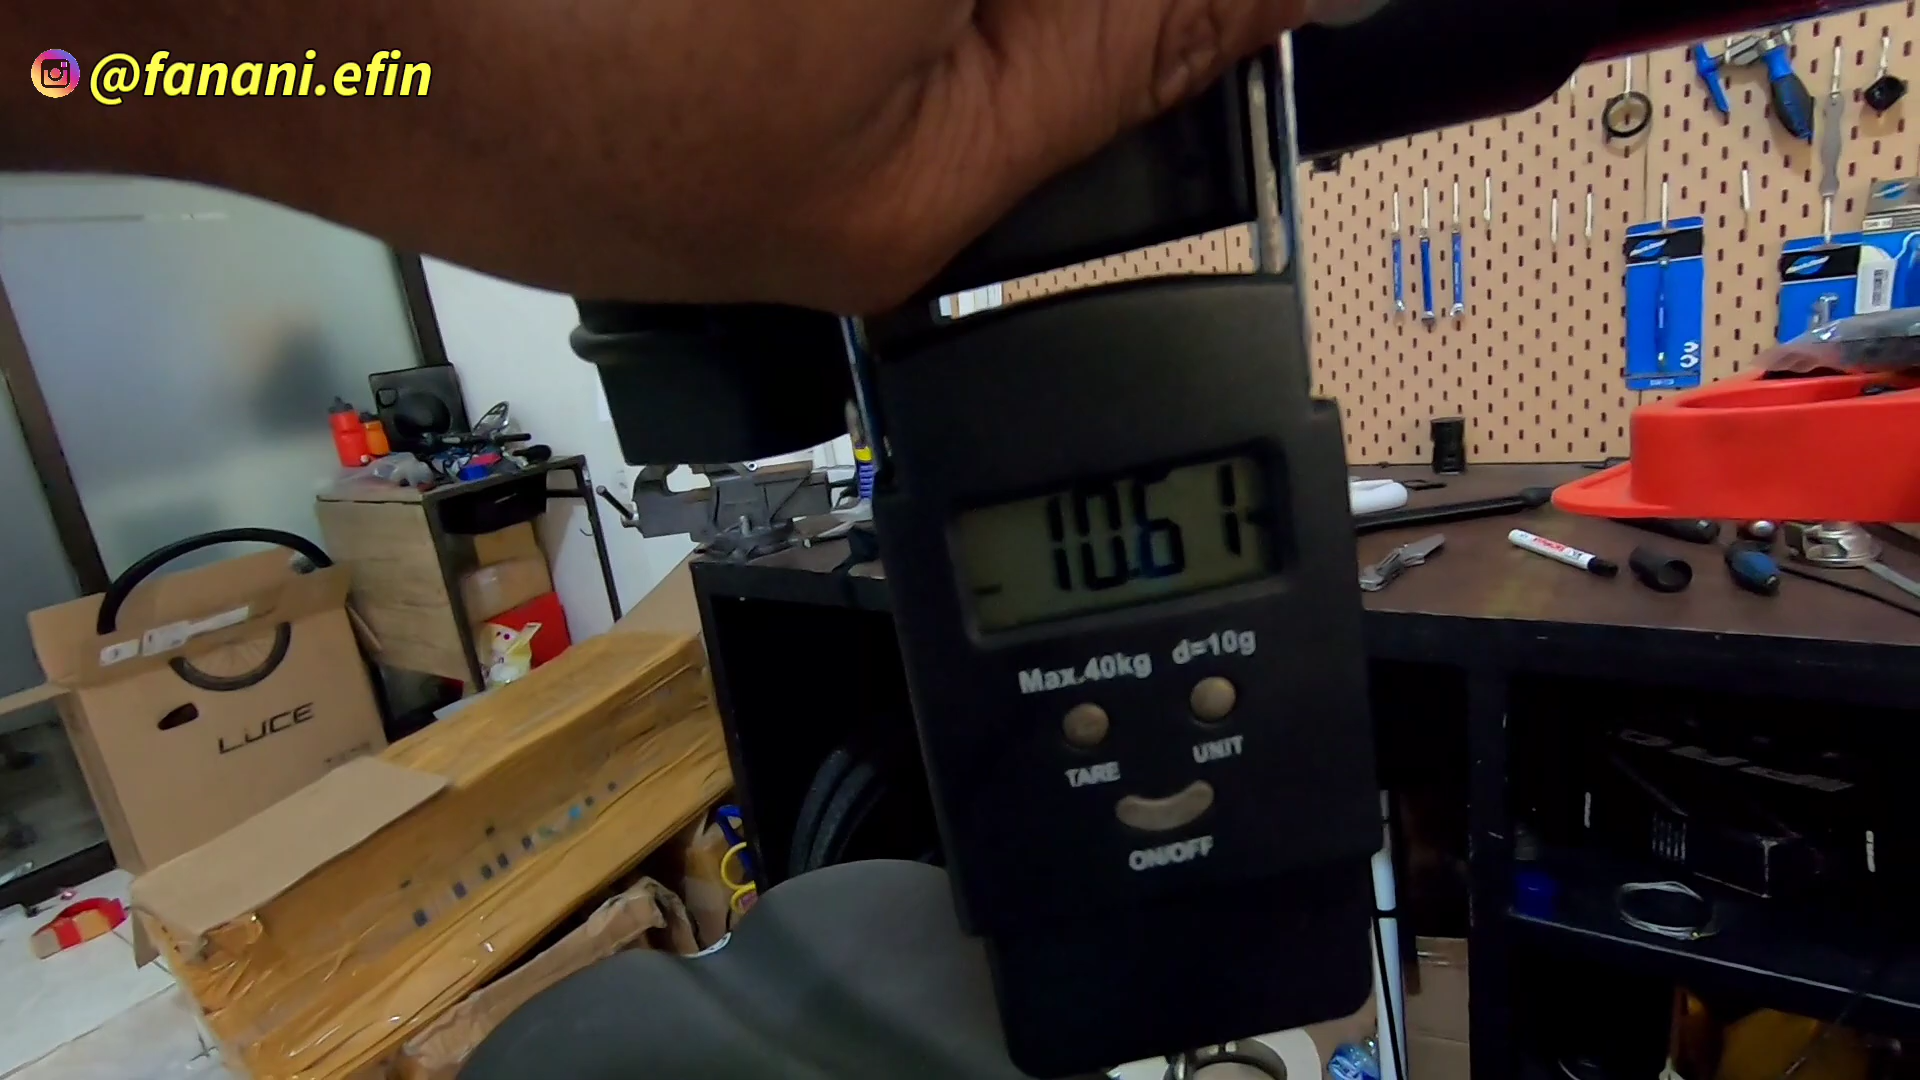 @fanani.efin
10.61
Max.40kg d=10g
TARE
UNIT
ON/OFF
LUCE